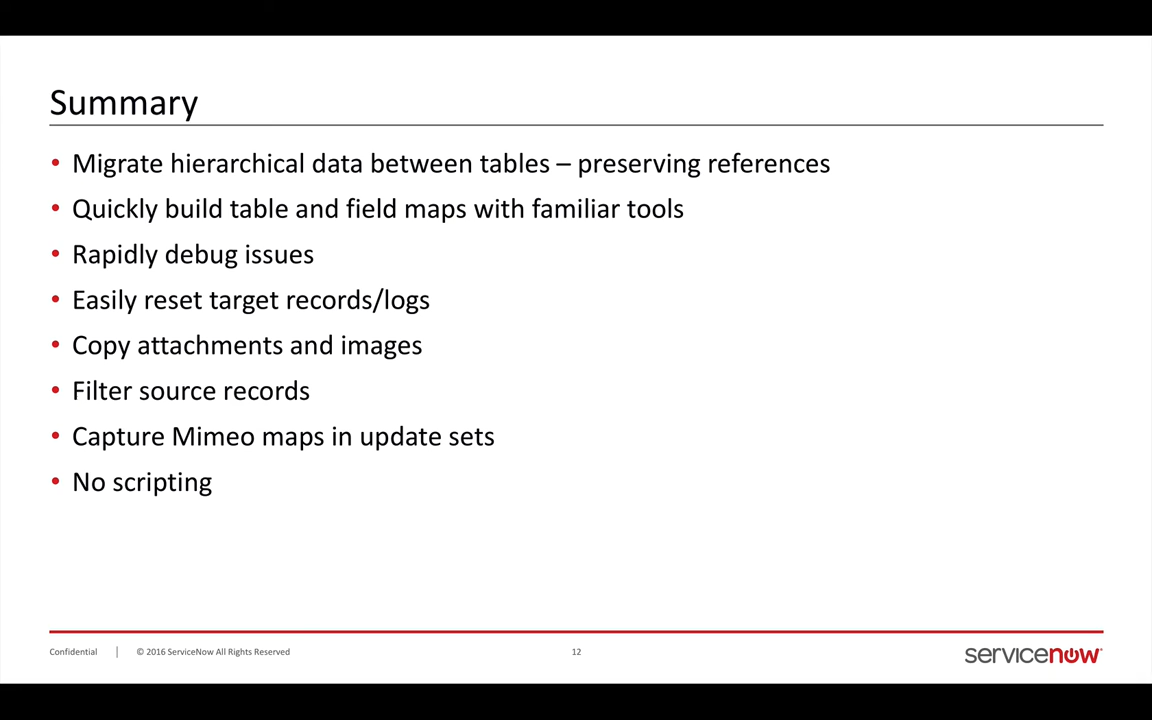 Summary
• Migrate hierarchical data between tables – preserving references
• Quickly build table and field maps with familiar tools
• Rapidly debug issues
• Easily reset target records/logs
• Copy attachments and images
• Filter source records
• Capture Mimeo maps in update sets
• No scripting
Confidential | © 2016 ServiceNow All Rights Reserved 12 servicenow